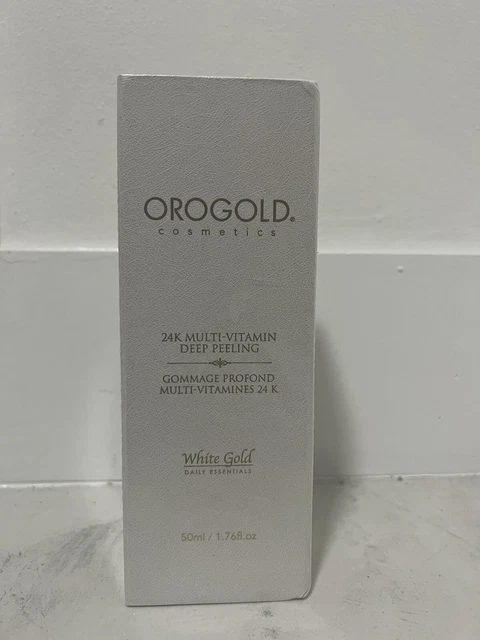 OROGOLD®
cosmetics
24K MULTI-VITAMIN
DEEP PEELING
GOMMAGE PROFOND
MULTI-VITAMINES 24 K
White Gold
DAILY ESSENTIALS
50ml / 1.76fl.oz